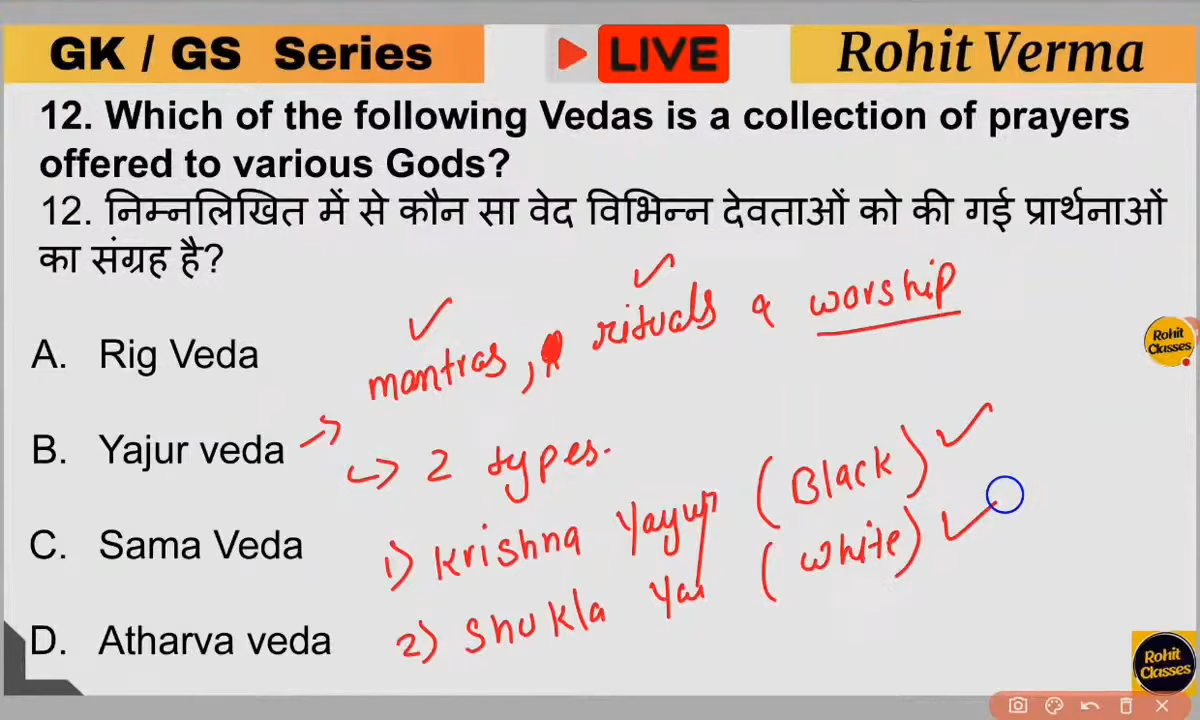 GK / GS Series
LIVE
Rohit Verma
12. Which of the following Vedas is a collection of prayers
offered to various Gods?
12. निम्नलिखित में से कौन सा वेद विभिन्न देवताओं को की गई प्रार्थनाओं
का संग्रह है?
mantras, rituals & worship
A. Rig Veda
Rohit
Classes
B. Yajur veda
2 types.
1) Krishna Yayur (Black)
C. Sama Veda
2) Shukla Yaj (White)
D. Atharva veda
Rohit
Classes